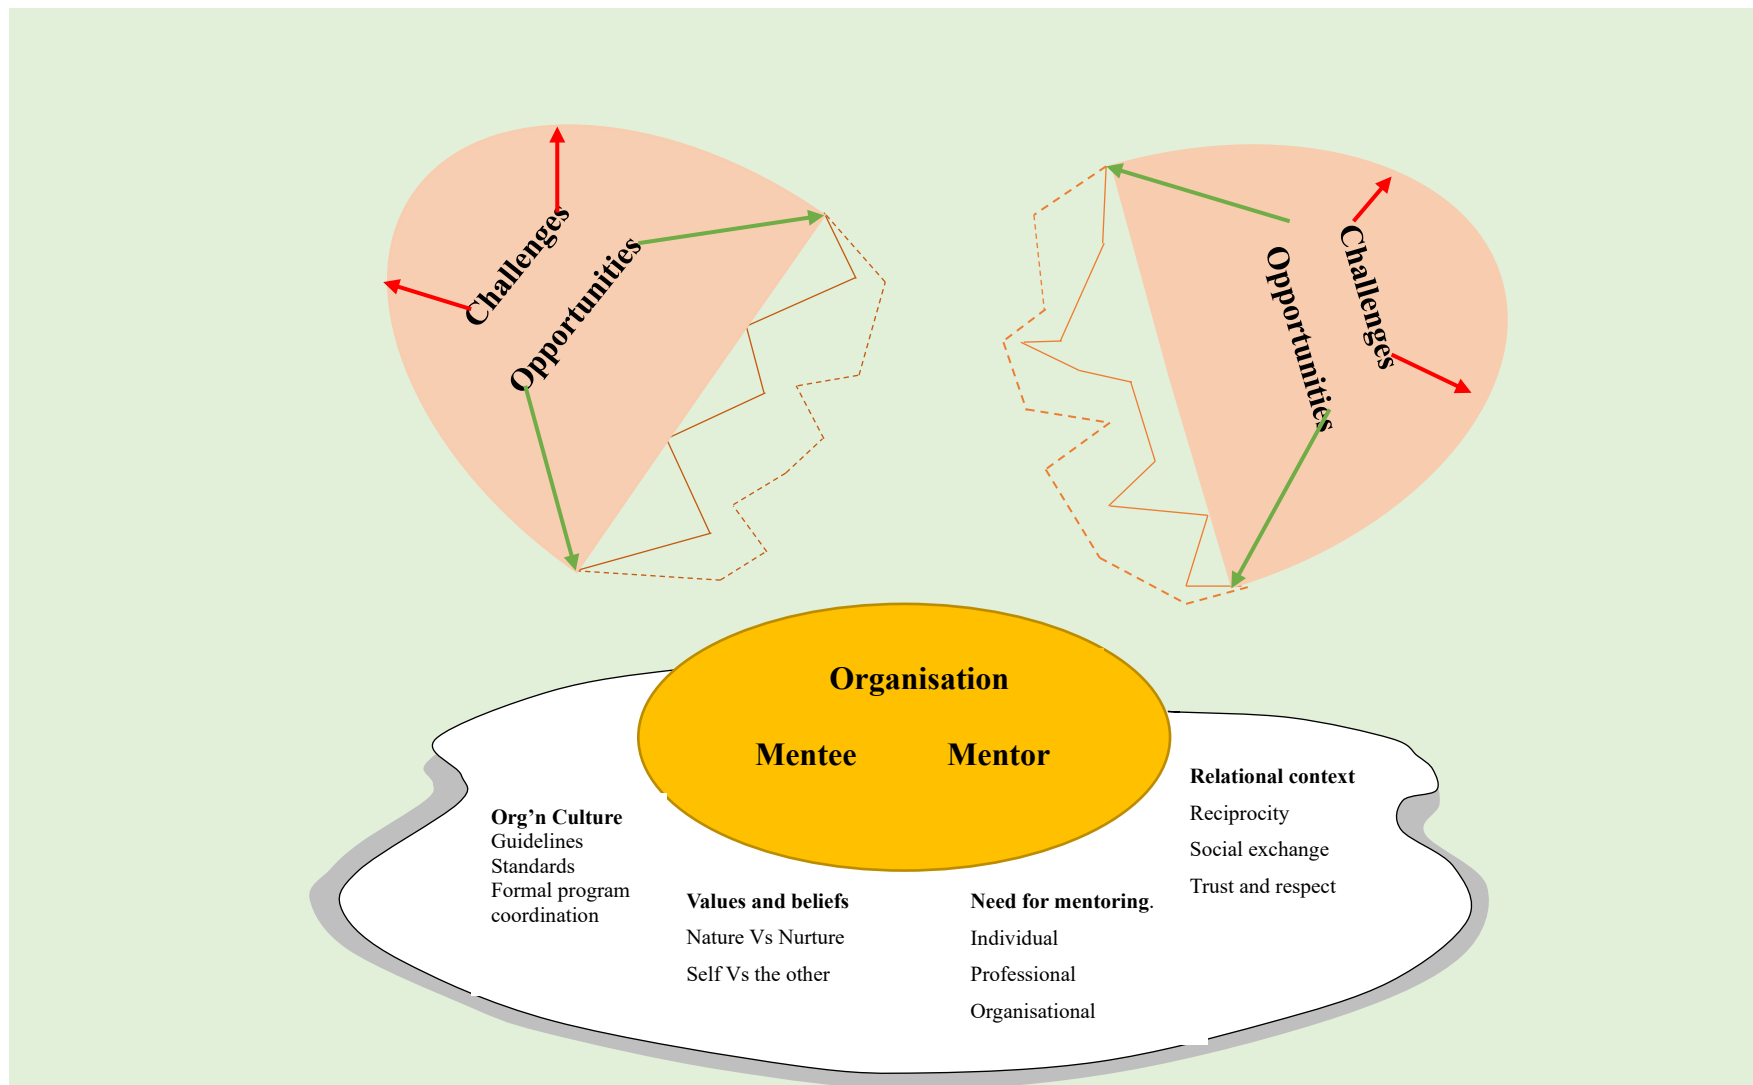 Challenges
Opportunities
Challenges
Opportunities
Organisation
Mentee
Mentor
Org’n Culture
Guidelines
Standards
Formal program
coordination
Values and beliefs
Nature Vs Nurture
Self Vs the other
Need for mentoring.
Individual
Professional
Organisational
Relational context
Reciprocity
Social exchange
Trust and respect